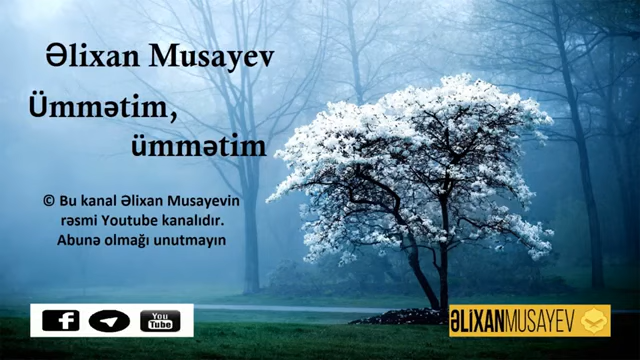 Əlixan Musayev
Ümmətim,
ümmətim
© Bu kanal Əlixan Musayevin
rəsmi Youtube kanalıdır.
Abunə olmağı unutmayın
You
Tube
ƏLIXANMUSAYEV